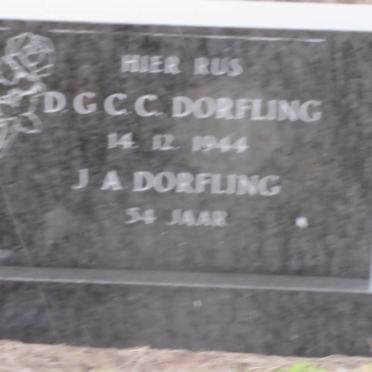 HIER RUS
D.G.C.C. DORFLING
14. 12. 1944
J A DORFLING
54 JAAR